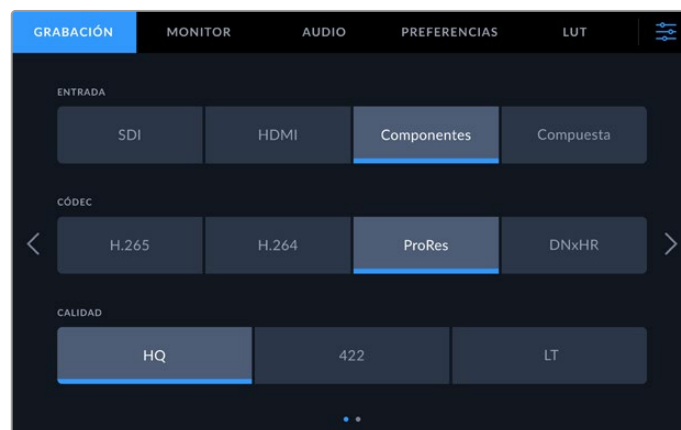 GRABACIÓN MONITOR AUDIO PREFERENCIAS LUT
ENTRADA
SDI HDMI Componentes Compuesta
CÓDEC
H.265 H.264 ProRes DNxHR
CALIDAD
HQ 422 LT